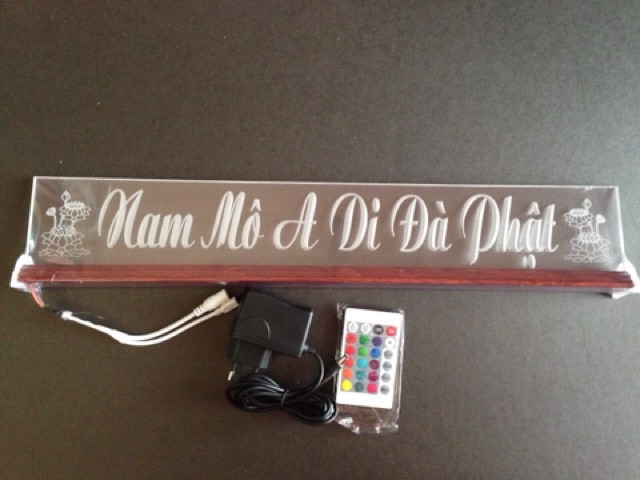 Nam Mô A Di Đà Phật